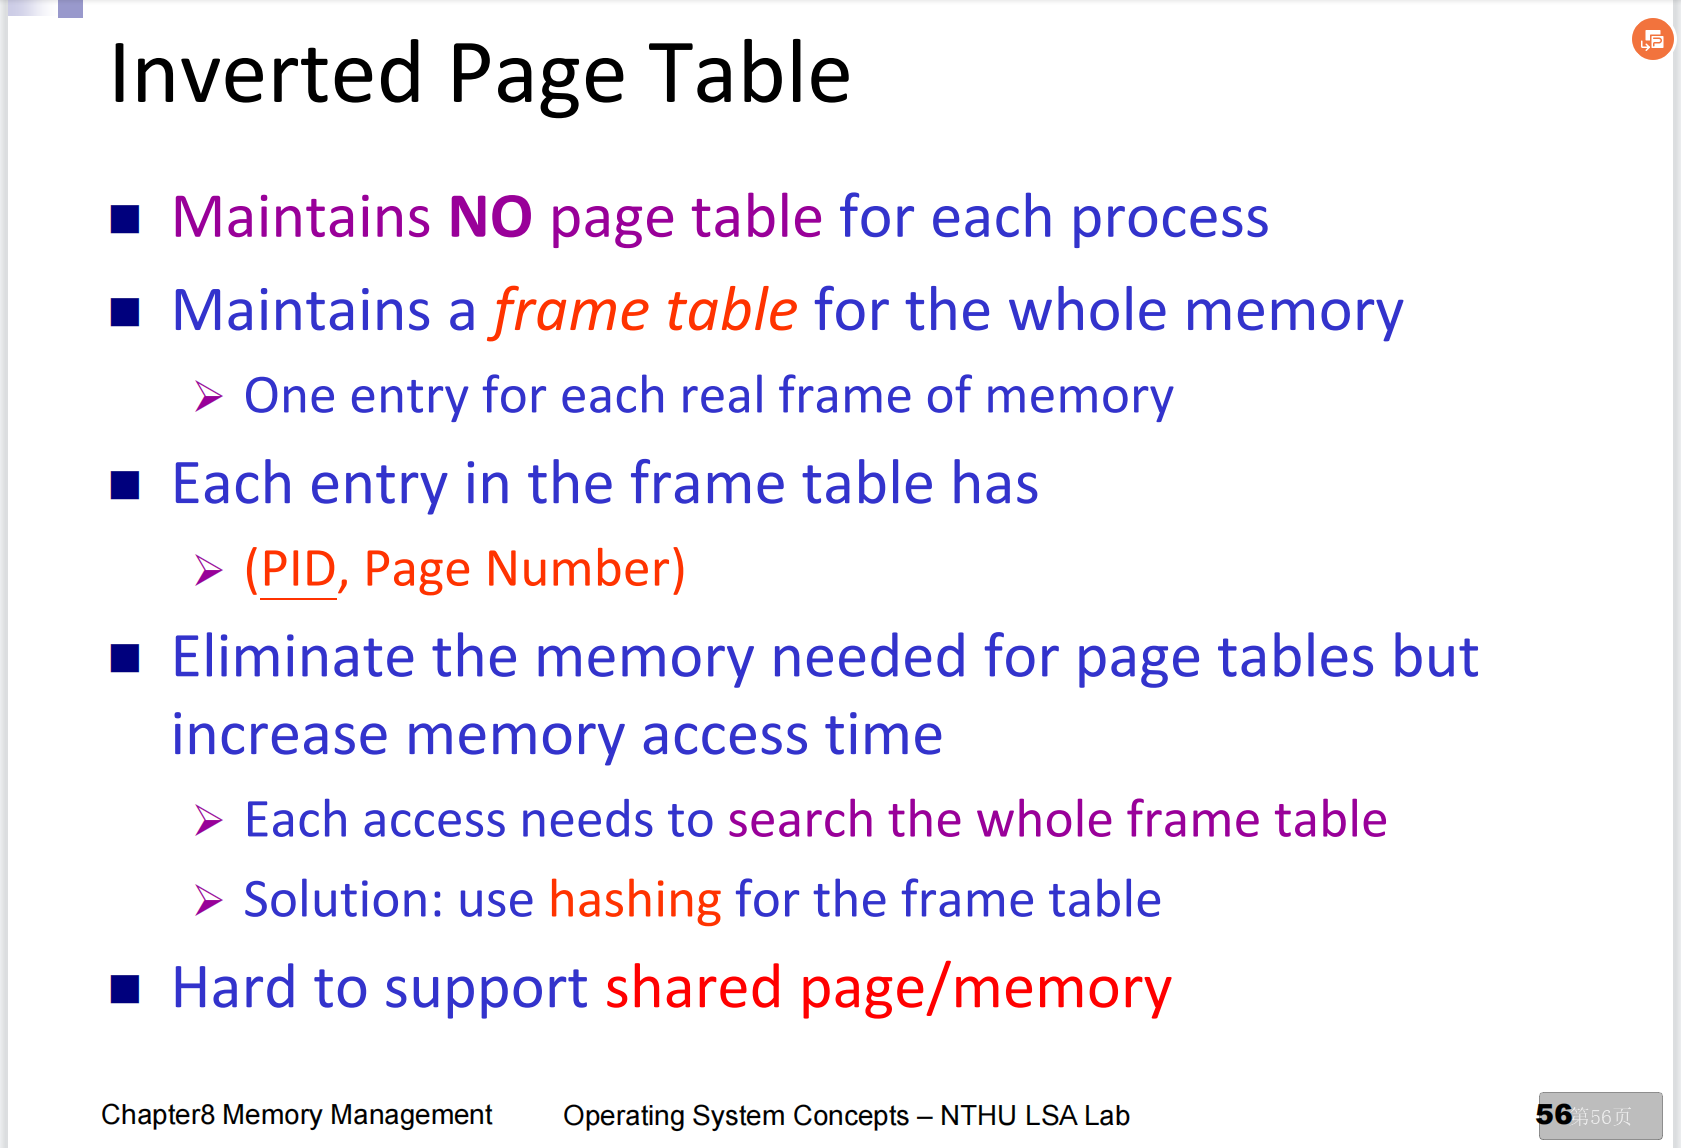 Inverted Page Table
Maintains NO page table for each process
Maintains a frame table for the whole memory
One entry for each real frame of memory
Each entry in the frame table has
(PID, Page Number)
Eliminate the memory needed for page tables but
increase memory access time
Each access needs to search the whole frame table
Solution: use hashing for the frame table
Hard to support shared page/memory
Chapter8 Memory Management
Operating System Concepts – NTHU LSA Lab
56
第56页